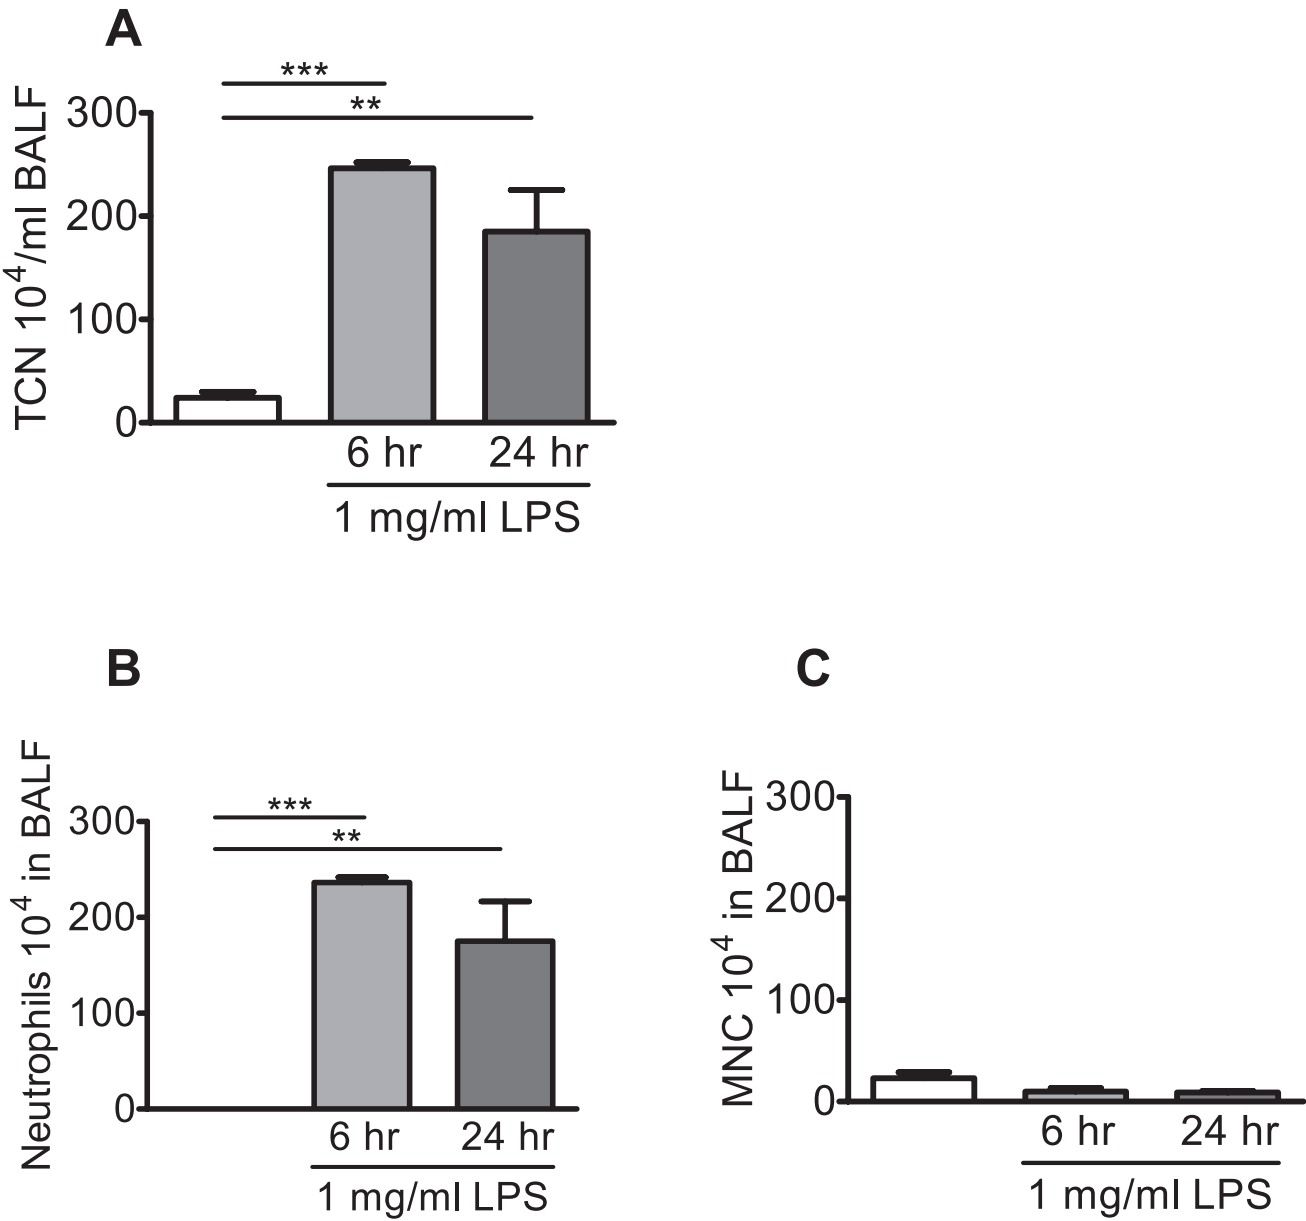 A
***
**
TCN 10⁴/ml BALF
300
200
100
0
6 hr 24 hr
1 mg/ml LPS
B
***
**
Neutrophils 10⁴ in BALF
300
200
100
0
6 hr 24 hr
1 mg/ml LPS
C
MNC 10⁴ in BALF
300
200
100
0
6 hr 24 hr
1 mg/ml LPS